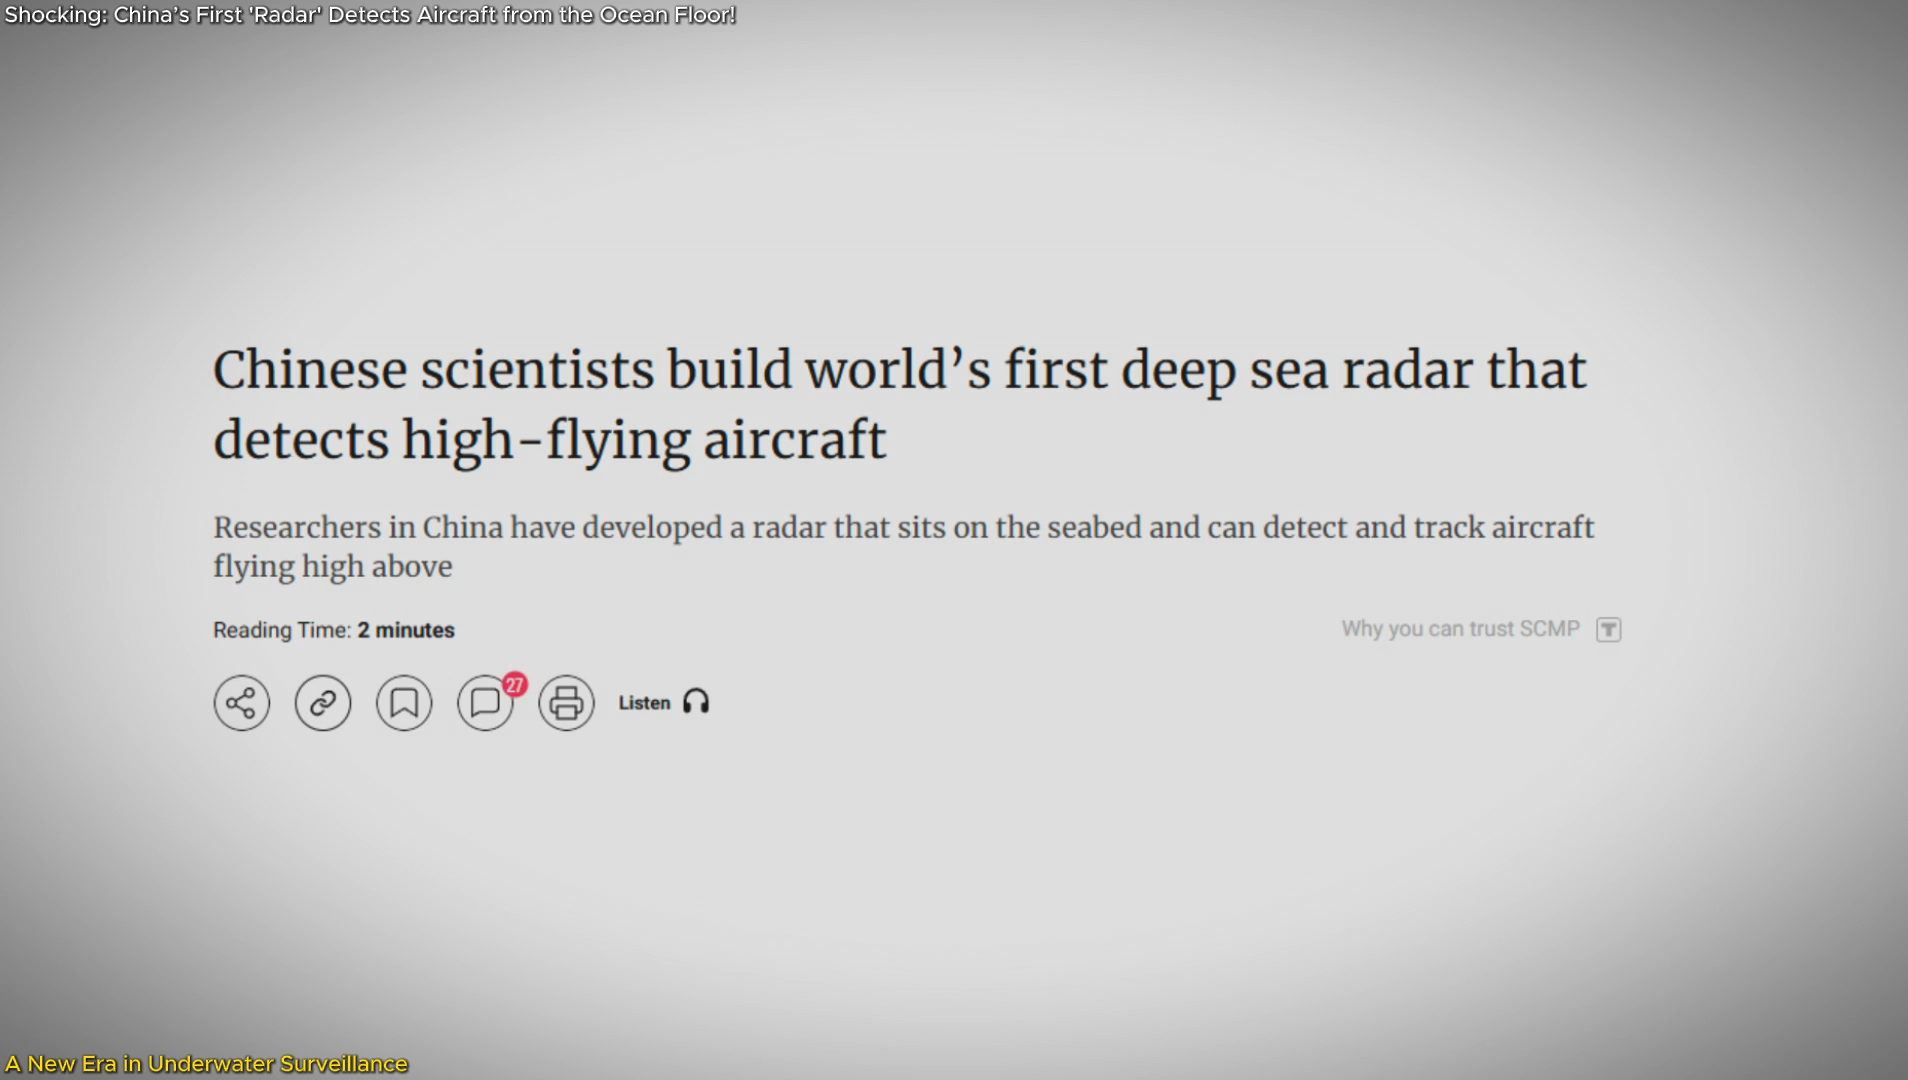 Shocking: China’s First 'Radar' Detects Aircraft from the Ocean Floor!
Chinese scientists build world’s first deep sea radar that
detects high-flying aircraft
Researchers in China have developed a radar that sits on the seabed and can detect and track aircraft
flying high above
Reading Time: 2 minutes
Why you can trust SCMP T
27
Listen
A New Era in Underwater Surveillance